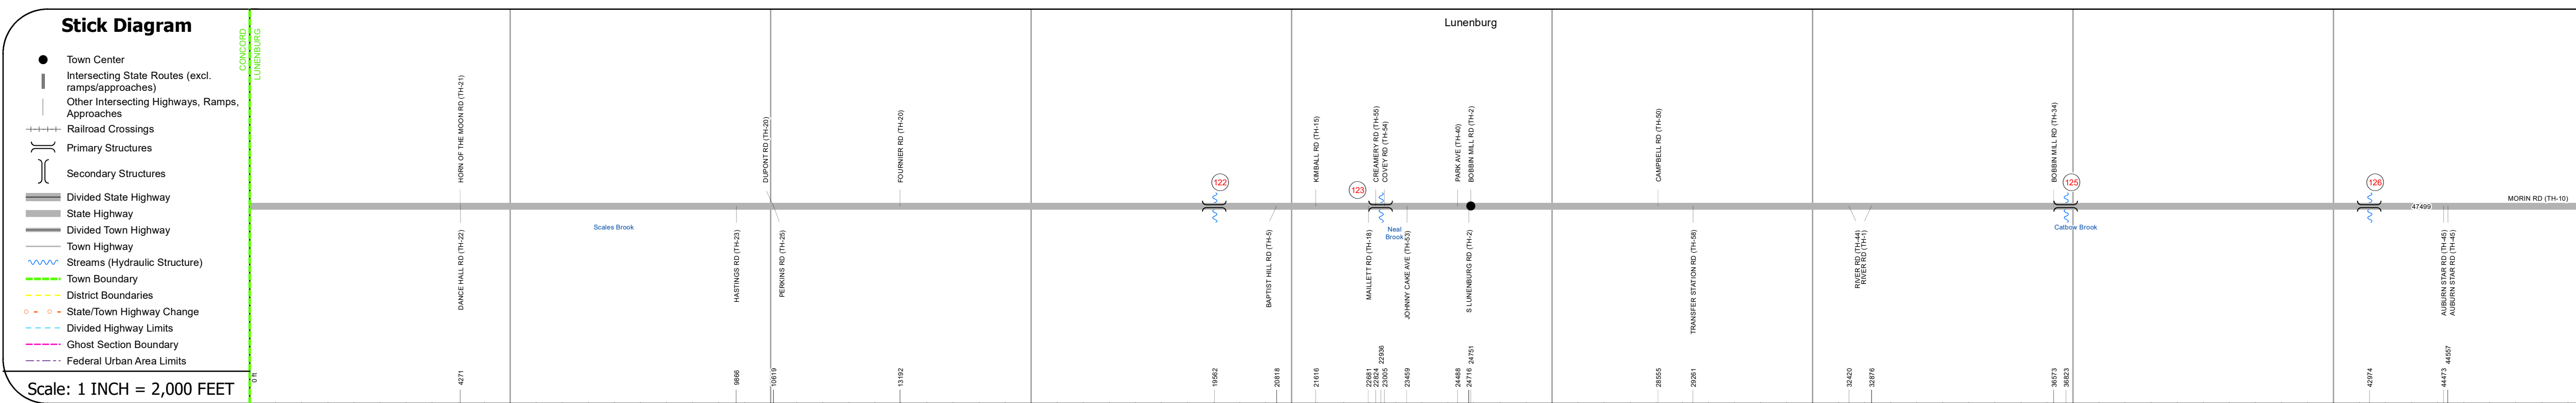 Stick Diagram
Town Center
Intersecting State Routes (excl.
ramps/approaches)
Other Intersecting Highways, Ramps,
Approaches
Railroad Crossings
Primary Structures
Secondary Structures
Divided State Highway
State Highway
Divided Town Highway
Town Highway
Streams (Hydraulic Structure)
Town Boundary
District Boundaries
State/Town Highway Change
Divided Highway Limits
Ghost Section Boundary
Federal Urban Area Limits
Scale: 1 INCH = 2,000 FEET
CONCORD
LUNENBURG
Lunenburg
HORN OF THE MOON RD (TH-21)
DUPONT RD (TH-20)
FOURNIER RD (TH-20)
KIMBALL RD (TH-15)
CREAMERY RD (TH-55)
COVEY RD (TH-54)
PARK AVE (TH-40)
BOBBIN MILL RD (TH-2)
CAMPBELL RD (TH-50)
BOBBIN MILL RD (TH-34)
122
123
125
126
MORIN RD (TH-10)
47499
Scales Brook
Neal
Brook
Catbow Brook
DANCE HALL RD (TH-22)
HASTINGS RD (TH-23)
PERKINS RD (TH-25)
BAPTIST HILL RD (TH-5)
MAILLETT RD (TH-18)
JOHNNY CAKE AVE (TH-53)
S LUNENBURG RD (TH-2)
TRANSFER STATION RD (TH-58)
RIVER RD (TH-44)
RIVER RD (TH-1)
AUBURN STAR RD (TH-45)
AUBURN STAR RD (TH-45)
0 ft
4271
9866
10619
13192
19562
20818
21616
22681
22824
22936
23005
23459
24488
24716
24751
28555
29261
32420
32876
36573
36823
42974
44473
44557